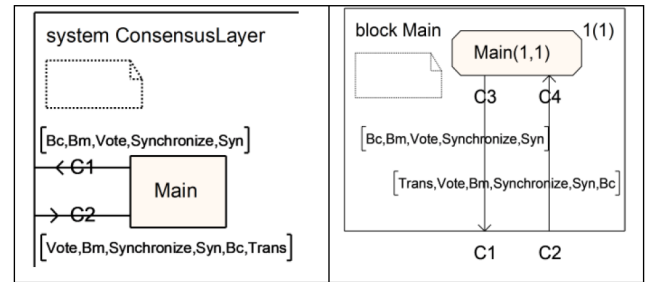 system ConsensusLayer
[Bc,Bm,Vote,Synchronize,Syn]
C1
Main
C2
[Vote,Bm,Synchronize,Syn,Bc,Trans]
block Main
1(1)
Main(1,1)
C3
C4
[Bc,Bm,Vote,Synchronize,Syn]
[Trans,Vote,Bm,Synchronize,Syn,Bc]
C1
C2